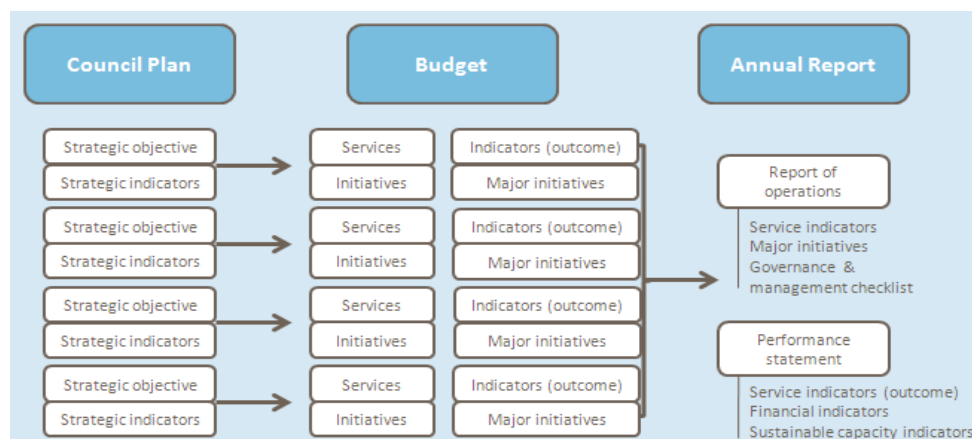 Council Plan
Budget
Annual Report
Strategic objective
Strategic indicators
Services
Initiatives
Indicators (outcome)
Major initiatives
Strategic objective
Strategic indicators
Services
Initiatives
Indicators (outcome)
Major initiatives
Strategic objective
Strategic indicators
Services
Initiatives
Indicators (outcome)
Major initiatives
Strategic objective
Strategic indicators
Services
Initiatives
Indicators (outcome)
Major initiatives
Report of
operations
Service indicators
Major initiatives
Governance &
management checklist
Performance
statement
Service indicators (outcome)
Financial indicators
Sustainable capacity indicators